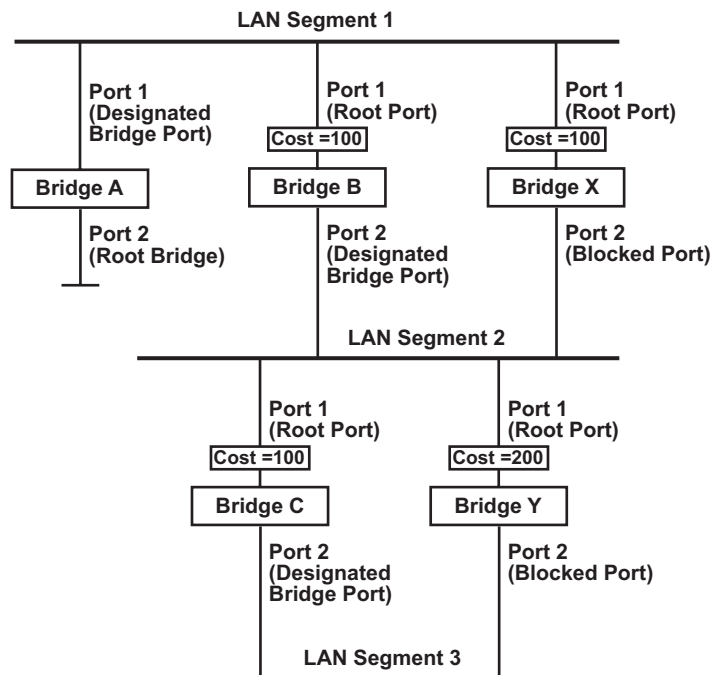 LAN Segment 1
Port 1
(Designated
Bridge Port)
Port 1
(Root Port)
Cost =100
Port 1
(Root Port)
Cost =100
Bridge A
Bridge B
Bridge X
Port 2
(Root Bridge)
Port 2
(Designated
Bridge Port)
Port 2
(Blocked Port)
LAN Segment 2
Port 1
(Root Port)
Cost =100
Port 1
(Root Port)
Cost =200
Bridge C
Bridge Y
Port 2
(Designated
Bridge Port)
Port 2
(Blocked Port)
LAN Segment 3